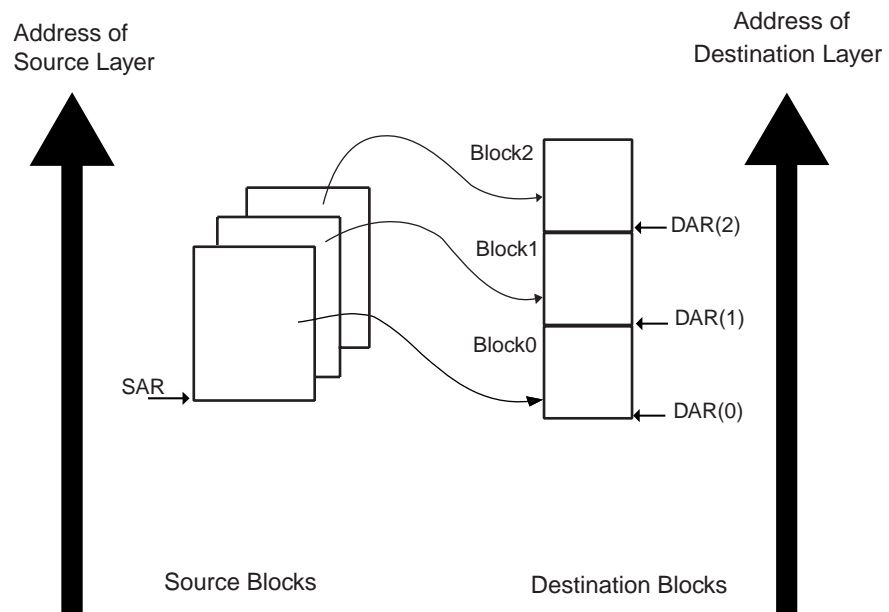 Address of
Source Layer
Address of
Destination Layer
Block2
DAR(2)
Block1
DAR(1)
Block0
SAR
DAR(0)
Source Blocks
Destination Blocks